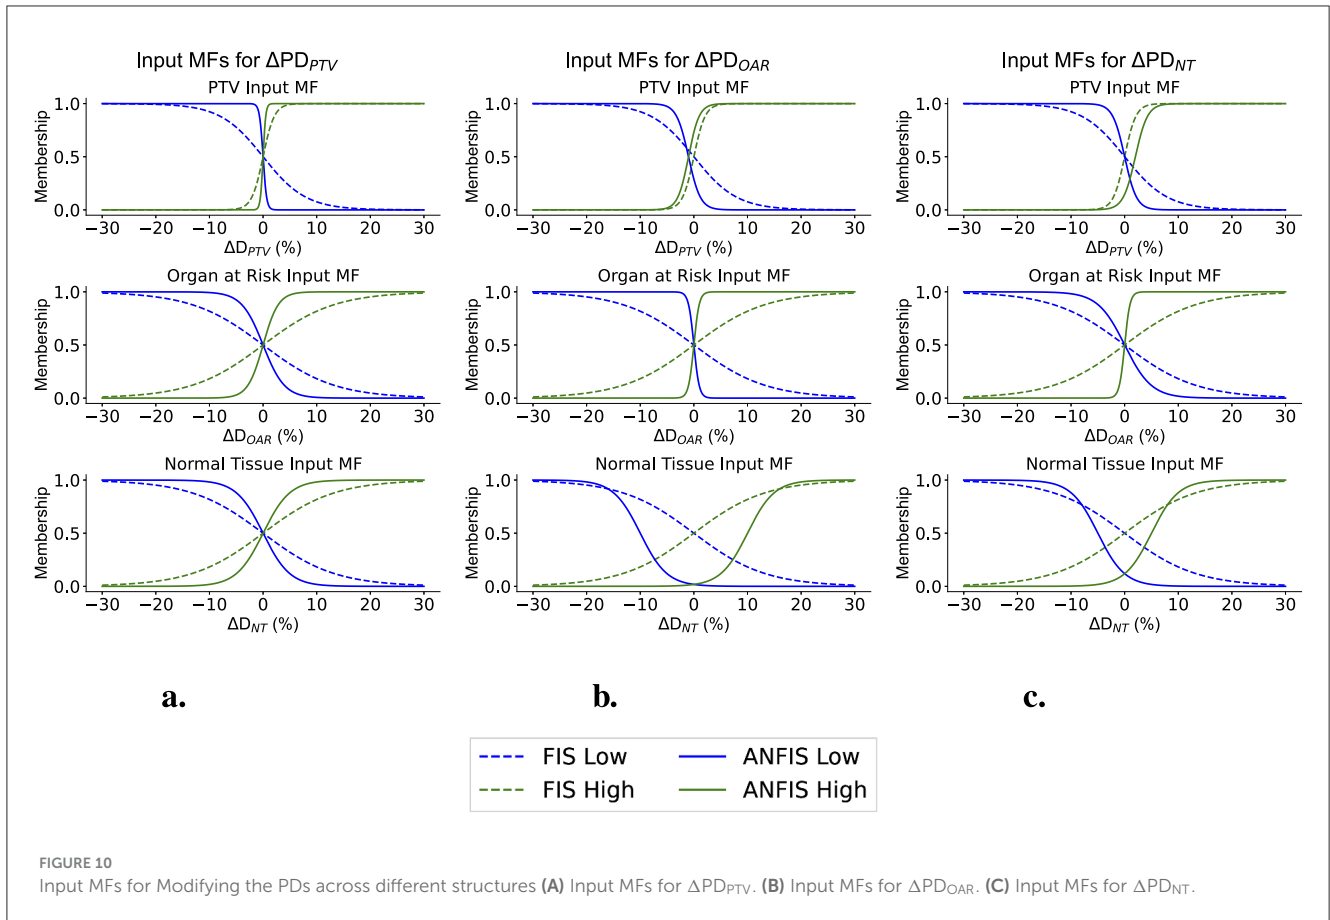 Input MFs for ΔPD_PTV
PTV Input MF
Membership
1.0
0.5
0.0
−30 −20 −10 0 10 20 30
ΔD_PTV (%)
Organ at Risk Input MF
Membership
1.0
0.5
0.0
−30 −20 −10 0 10 20 30
ΔD_OAR (%)
Normal Tissue Input MF
Membership
1.0
0.5
0.0
−30 −20 −10 0 10 20 30
ΔD_NT (%)
a.
Input MFs for ΔPD_OAR
PTV Input MF
Membership
1.0
0.5
0.0
−30 −20 −10 0 10 20 30
ΔD_PTV (%)
Organ at Risk Input MF
Membership
1.0
0.5
0.0
−30 −20 −10 0 10 20 30
ΔD_OAR (%)
Normal Tissue Input MF
Membership
1.0
0.5
0.0
−30 −20 −10 0 10 20 30
ΔD_NT (%)
b.
Input MFs for ΔPD_NT
PTV Input MF
Membership
1.0
0.5
0.0
−30 −20 −10 0 10 20 30
ΔD_PTV (%)
Organ at Risk Input MF
Membership
1.0
0.5
0.0
−30 −20 −10 0 10 20 30
ΔD_OAR (%)
Normal Tissue Input MF
Membership
1.0
0.5
0.0
−30 −20 −10 0 10 20 30
ΔD_NT (%)
c.
FIS Low
FIS High
ANFIS Low
ANFIS High
FIGURE 10
Input MFs for Modifying the PDs across different structures (A) Input MFs for ΔPD_PTV. (B) Input MFs for ΔPD_OAR. (C) Input MFs for ΔPD_NT.